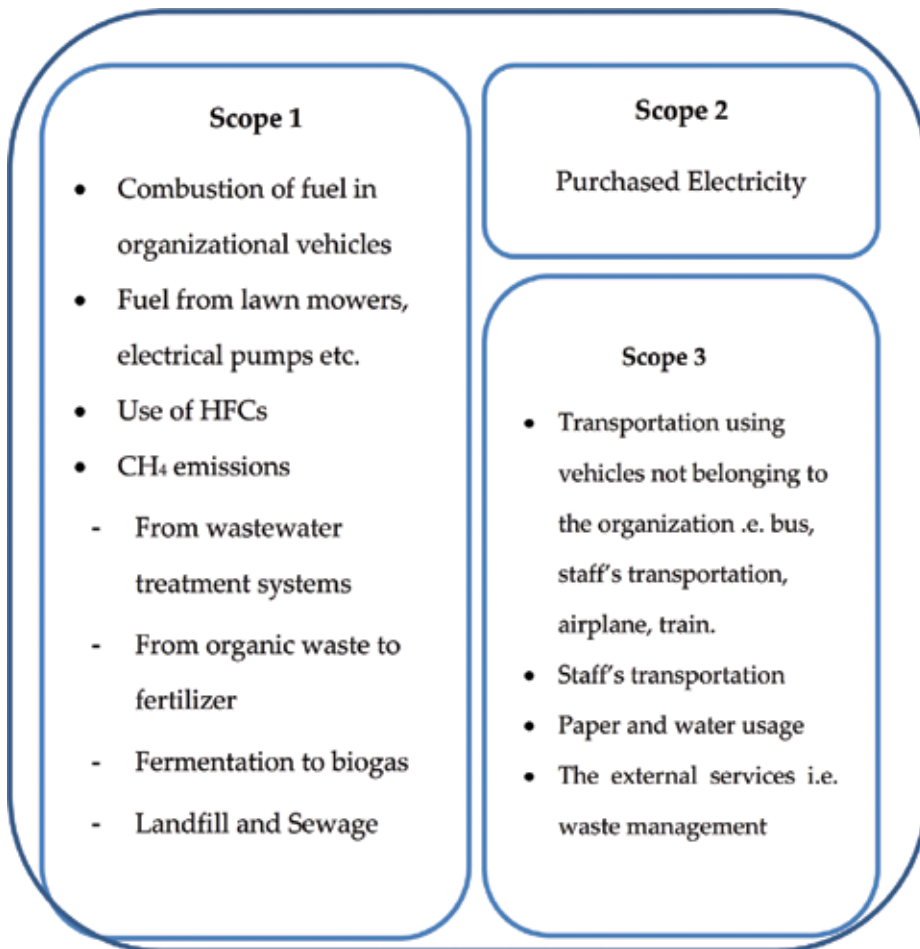 Scope 1
• Combustion of fuel in
organizational vehicles
• Fuel from lawn mowers,
electrical pumps etc.
• Use of HFCs
• CH₄ emissions
- From wastewater
treatment systems
- From organic waste to
fertilizer
- Fermentation to biogas
- Landfill and Sewage
Scope 2
Purchased Electricity
Scope 3
• Transportation using
vehicles not belonging to
the organization .e. bus,
staff's transportation,
airplane, train.
• Staff's transportation
• Paper and water usage
• The external services i.e.
waste management